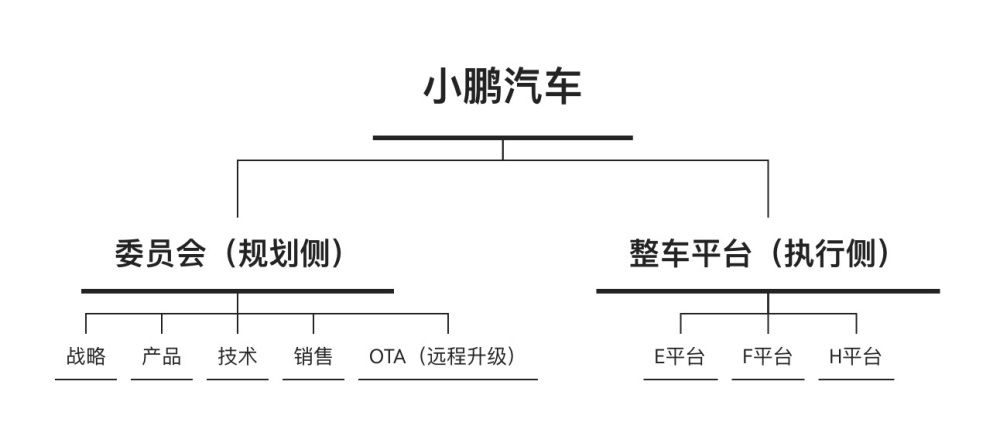 小鹏汽车
委员会（规划侧）
整车平台（执行侧）
战略
产品
技术
销售
OTA（远程升级）
E平台
F平台
H平台